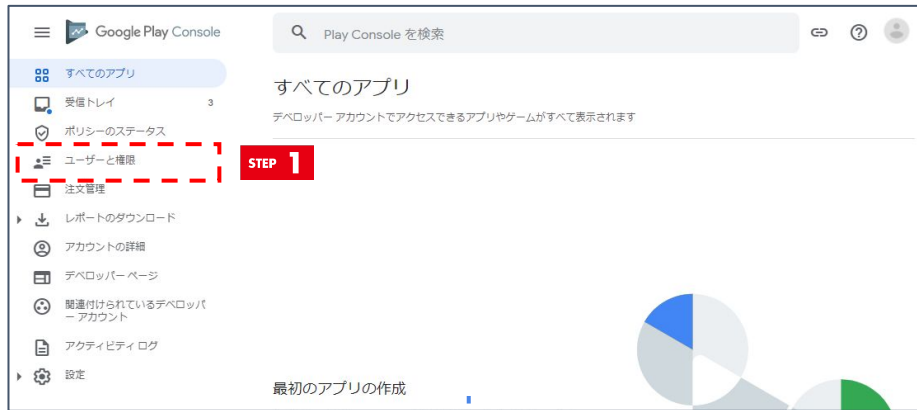 Google Play Console
Play Console を検索
すべてのアプリ
受信トレイ 3
ポリシーのステータス
ユーザーと権限
注文管理
レポートのダウンロード
アカウントの詳細
デベロッパー ページ
関連付けられているデベロッパ
ー アカウント
アクティビティ ログ
設定
STEP 1
すべてのアプリ
デベロッパー アカウントでアクセスできるアプリやゲームがすべて表示されます
最初のアプリの作成